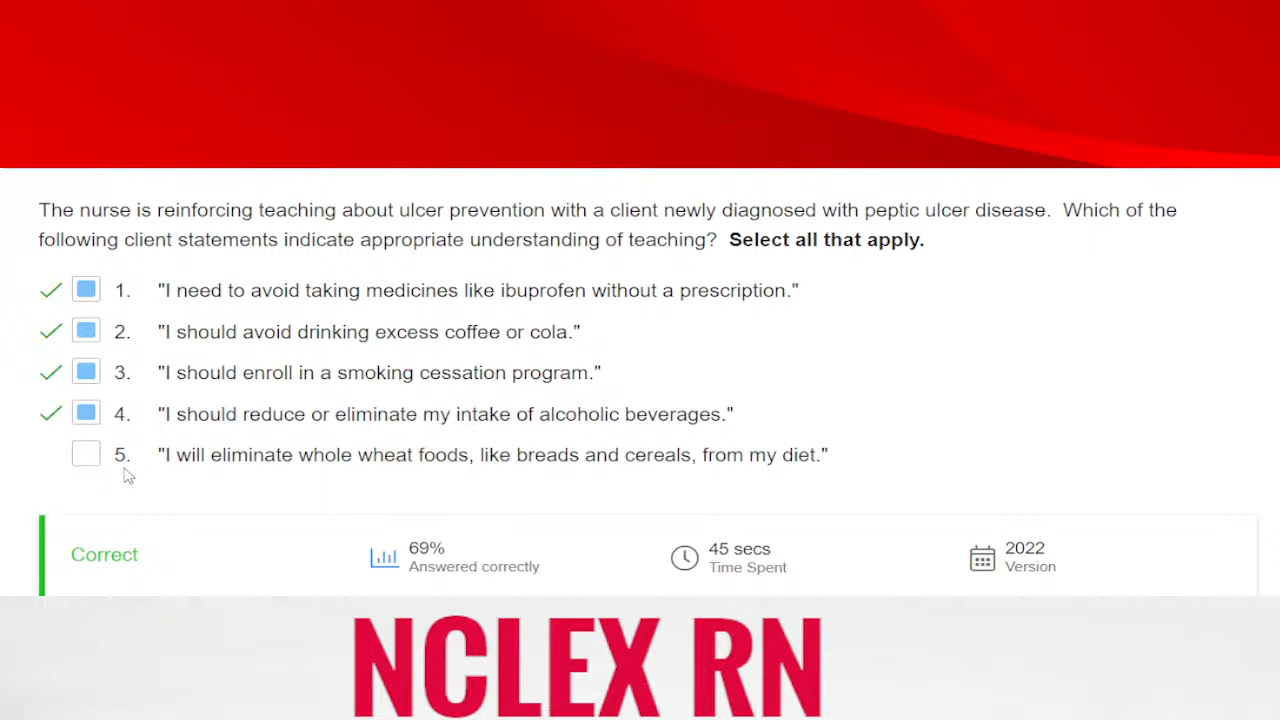 The nurse is reinforcing teaching about ulcer prevention with a client newly diagnosed with peptic ulcer disease. Which of the
following client statements indicate appropriate understanding of teaching? Select all that apply.
1. "I need to avoid taking medicines like ibuprofen without a prescription."
2. "I should avoid drinking excess coffee or cola."
3. "I should enroll in a smoking cessation program."
4. "I should reduce or eliminate my intake of alcoholic beverages."
5. "I will eliminate whole wheat foods, like breads and cereals, from my diet."
Correct
69%
Answered correctly
45 secs
Time Spent
2022
Version
NCLEX RN